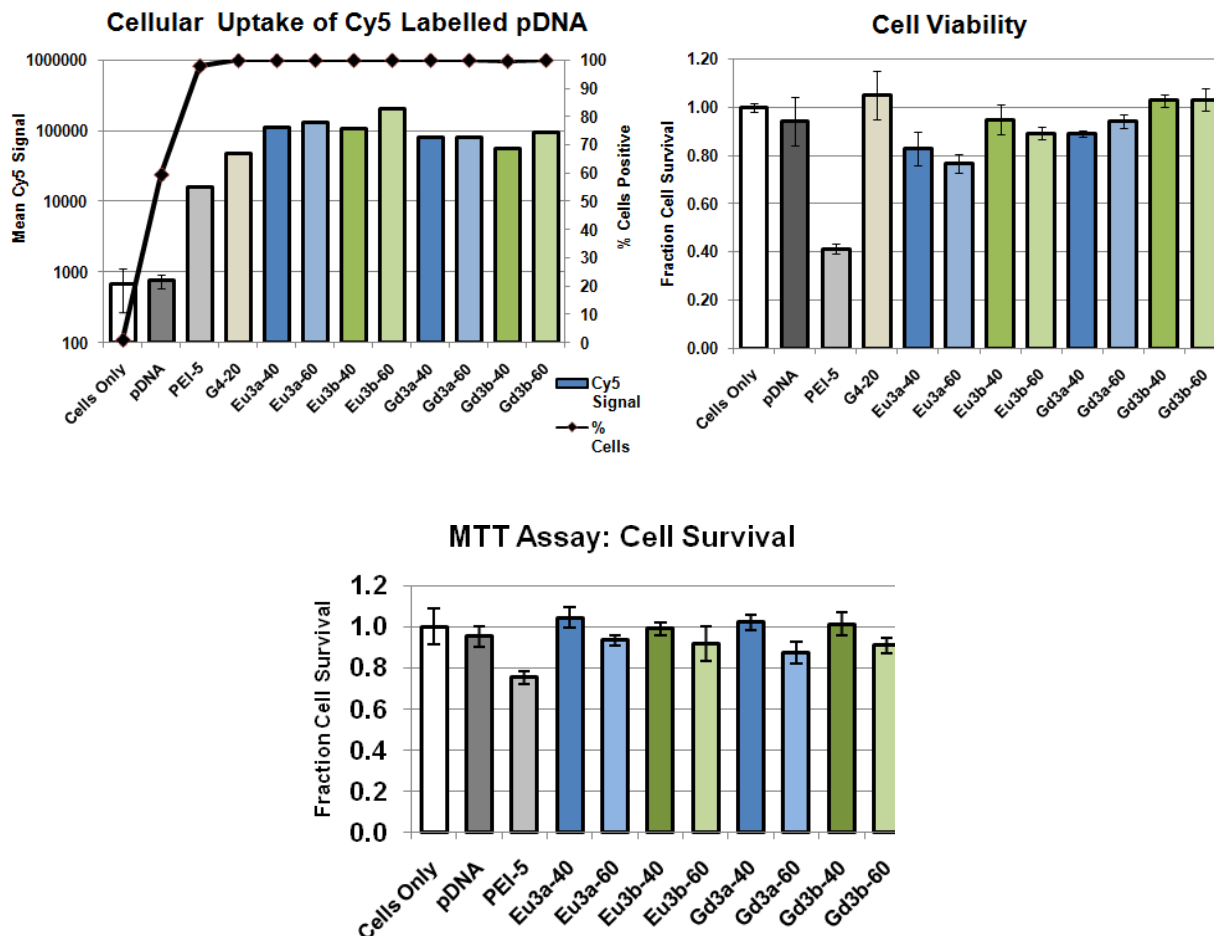 Cellular Uptake of Cy5 Labelled pDNA
Mean Cy5 Signal
1000000
100000
10000
1000
100
100
90
80
70
60
50
40
30
20
10
0
% Cells Positive
Cells Only
pDNA
PEI-5
G4-20
Eu3a-40
Eu3a-60
Eu3b-40
Eu3b-60
Gd3a-40
Gd3a-60
Gd3b-40
Gd3b-60
Cy5
Signal
%
Cells
Cell Viability
Fraction Cell Survival
1.20
1.00
0.80
0.60
0.40
0.20
0.00
Cells Only
pDNA
PEI-5
G4-20
Eu3a-40
Eu3a-60
Eu3b-40
Eu3b-60
Gd3a-40
Gd3a-60
Gd3b-40
Gd3b-60
MTT Assay: Cell Survival
Fraction Cell Survival
1.2
1.0
0.8
0.6
0.4
0.2
0.0
Cells Only
pDNA
PEI-5
Eu3a-40
Eu3a-60
Eu3b-40
Eu3b-60
Gd3a-40
Gd3a-60
Gd3b-40
Gd3b-60